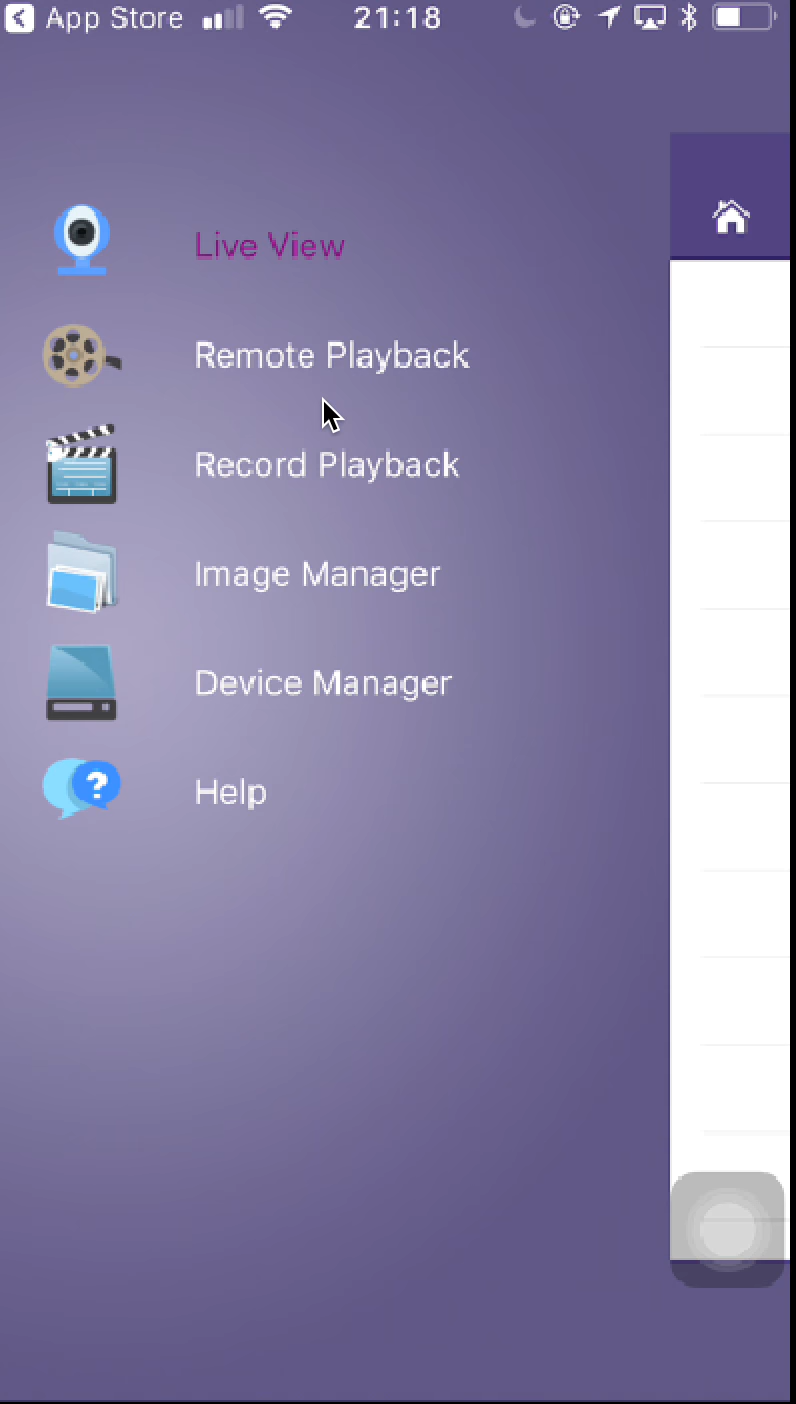 App Store 21:18
Live View
Remote Playback
Record Playback
Image Manager
Device Manager
?
Help